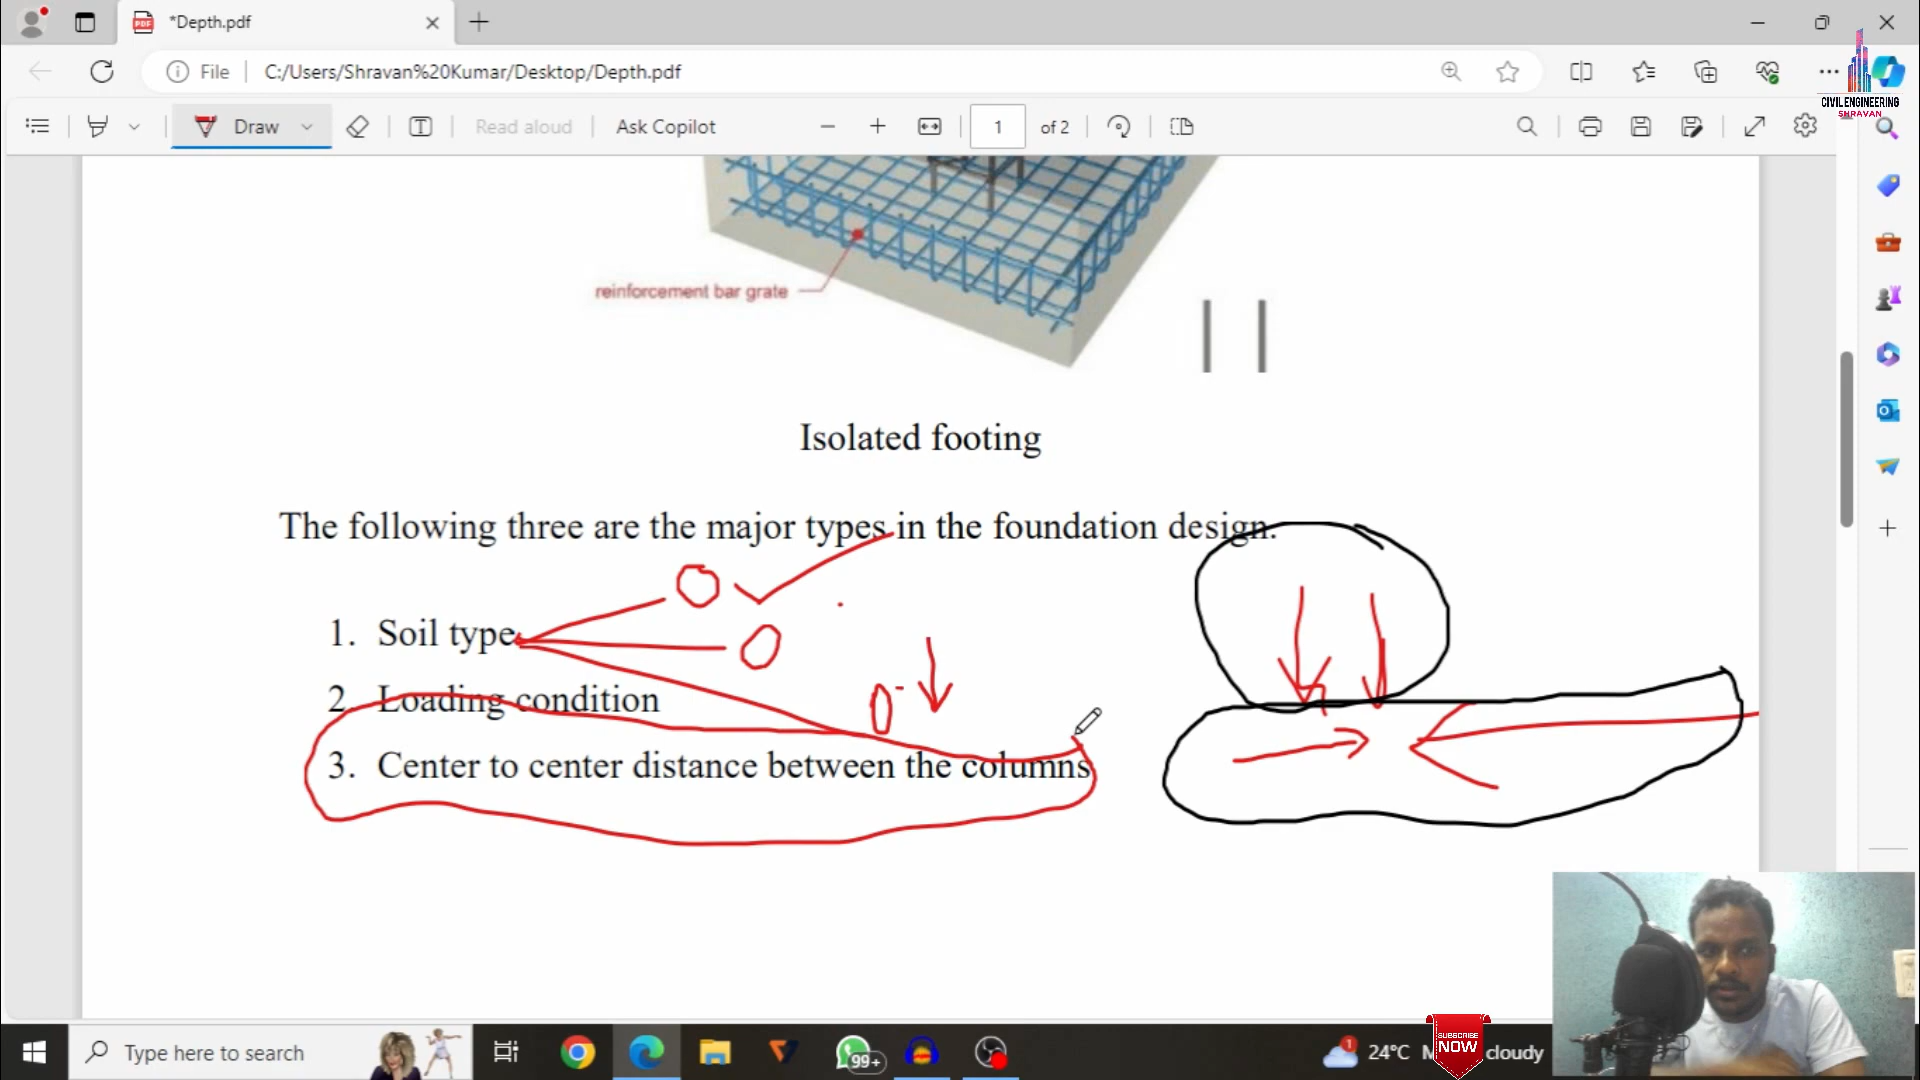 *Depth.pdf
File
C:/Users/Shravan%20Kumar/Desktop/Depth.pdf
CIVIL ENGINEERING
SHRAVAN
Draw
Read aloud
Ask Copilot
1
of 2
reinforcement bar grate
Isolated footing
The following three are the major types in the foundation design.
1. Soil type
2. Loading condition
3. Center to center distance between the columns
Type here to search
99+
1
24°C
SUBSCRIBE
NOW
cloudy